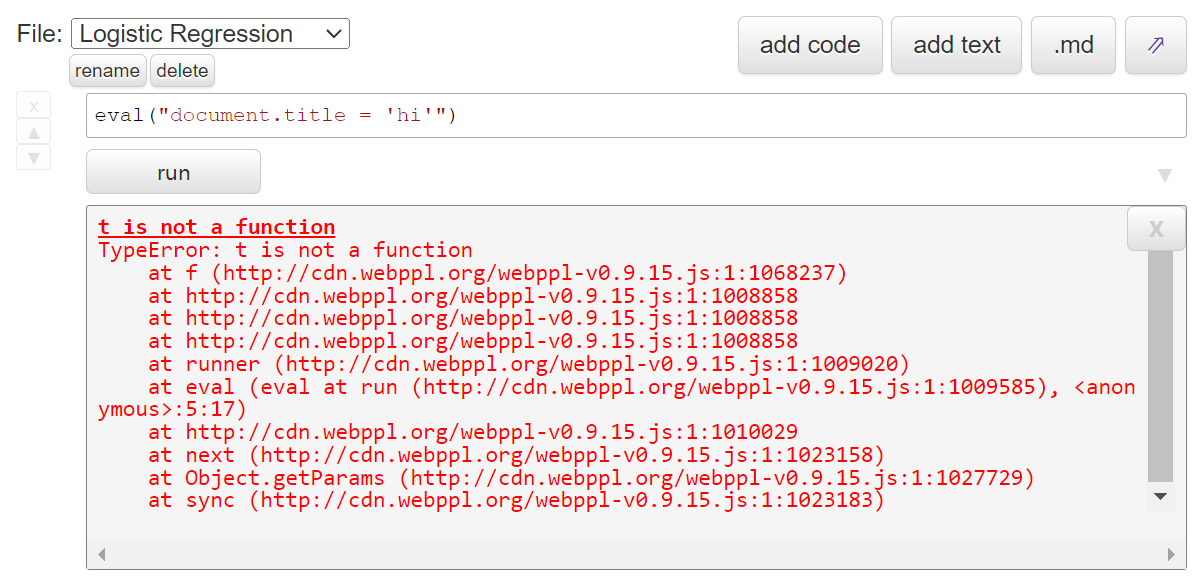 File: Logistic Regression
rename delete
add code add text .md ⇗
x
▲
▼
eval("document.title = 'hi'")
run
▼
x
t is not a function
TypeError: t is not a function
at f (http://cdn.webppl.org/webppl-v0.9.15.js:1:1068237)
at http://cdn.webppl.org/webppl-v0.9.15.js:1:1008858
at http://cdn.webppl.org/webppl-v0.9.15.js:1:1008858
at http://cdn.webppl.org/webppl-v0.9.15.js:1:1008858
at runner (http://cdn.webppl.org/webppl-v0.9.15.js:1:1009020)
at eval (eval at run (http://cdn.webppl.org/webppl-v0.9.15.js:1:1009585), <anon
ymous>:5:17)
at http://cdn.webppl.org/webppl-v0.9.15.js:1:1010029
at next (http://cdn.webppl.org/webppl-v0.9.15.js:1:1023158)
at Object.getParams (http://cdn.webppl.org/webppl-v0.9.15.js:1:1027729)
at sync (http://cdn.webppl.org/webppl-v0.9.15.js:1:1023183)